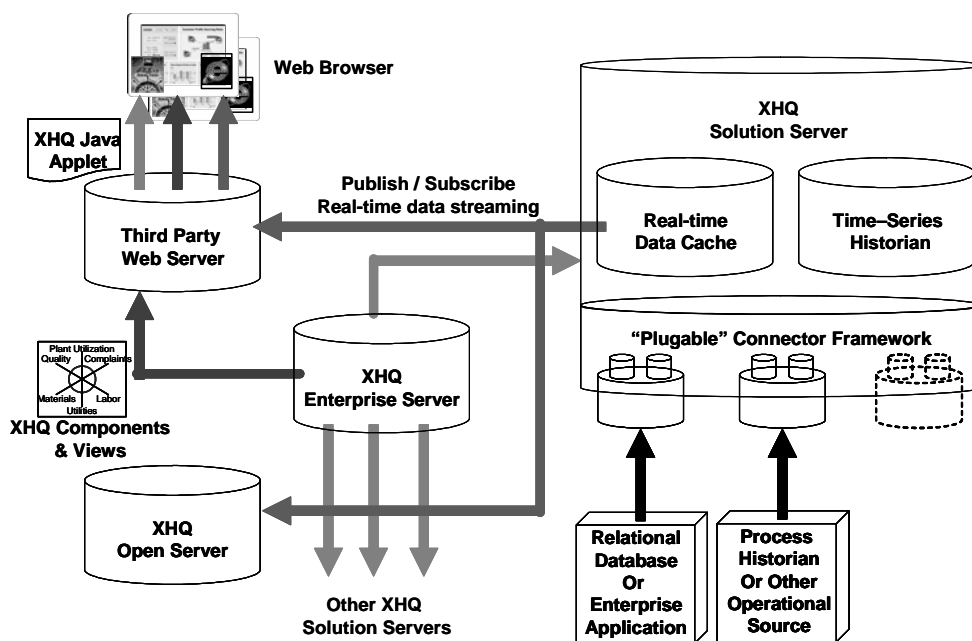 Web Browser
XHQ Java
Applet
Third Party
Web Server
Publish / Subscribe
Real-time data streaming
XHQ
Solution Server
Real-time
Data Cache
Time–Series
Historian
“Plugable” Connector Framework
XHQ
Enterprise Server
Plant Utilization
Quality
Complaints
Materials
Labor
Utilities
XHQ Components
& Views
XHQ
Open Server
Other XHQ
Solution Servers
Relational
Database
Or
Enterprise
Application
Process
Historian
Or Other
Operational
Source